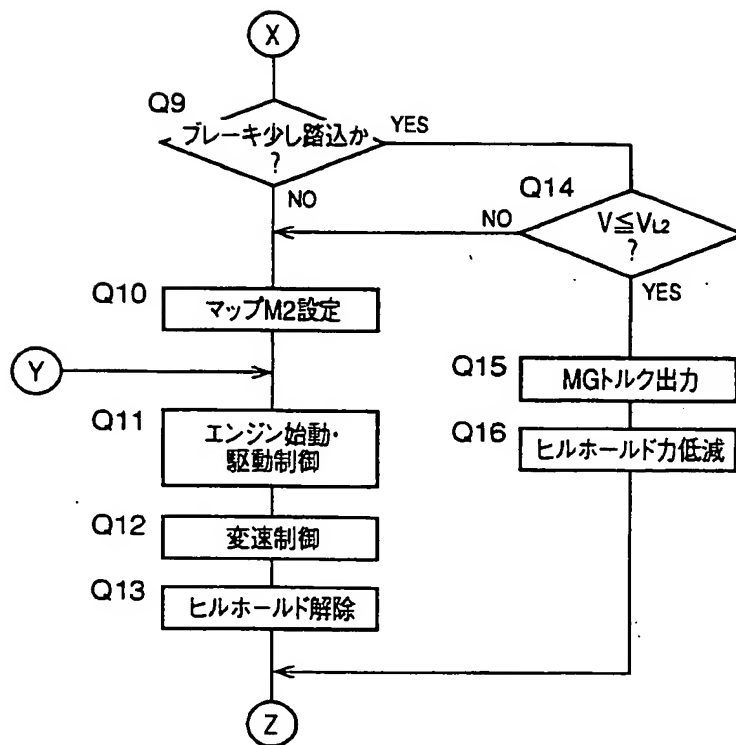 X
Q9
ブレーキ少し踏込か
?
YES
NO
Q14
V≦VL2
?
NO
YES
Q10
マップM2設定
Y
Q15
MGトルク出力
Q11
エンジン始動・
駆動制御
Q16
ヒルホールド力低減
Q12
変速制御
Q13
ヒルホールド解除
Z